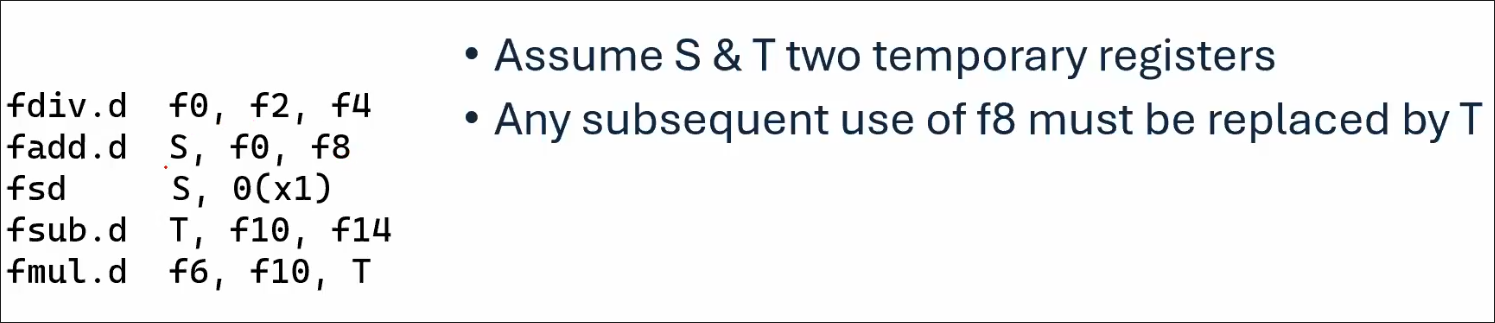 • Assume S & T two temporary registers
• Any subsequent use of f8 must be replaced by T
fdiv.d f0, f2, f4
fadd.d S, f0, f8
fsd S, 0(x1)
fsub.d T, f10, f14
fmul.d f6, f10, T